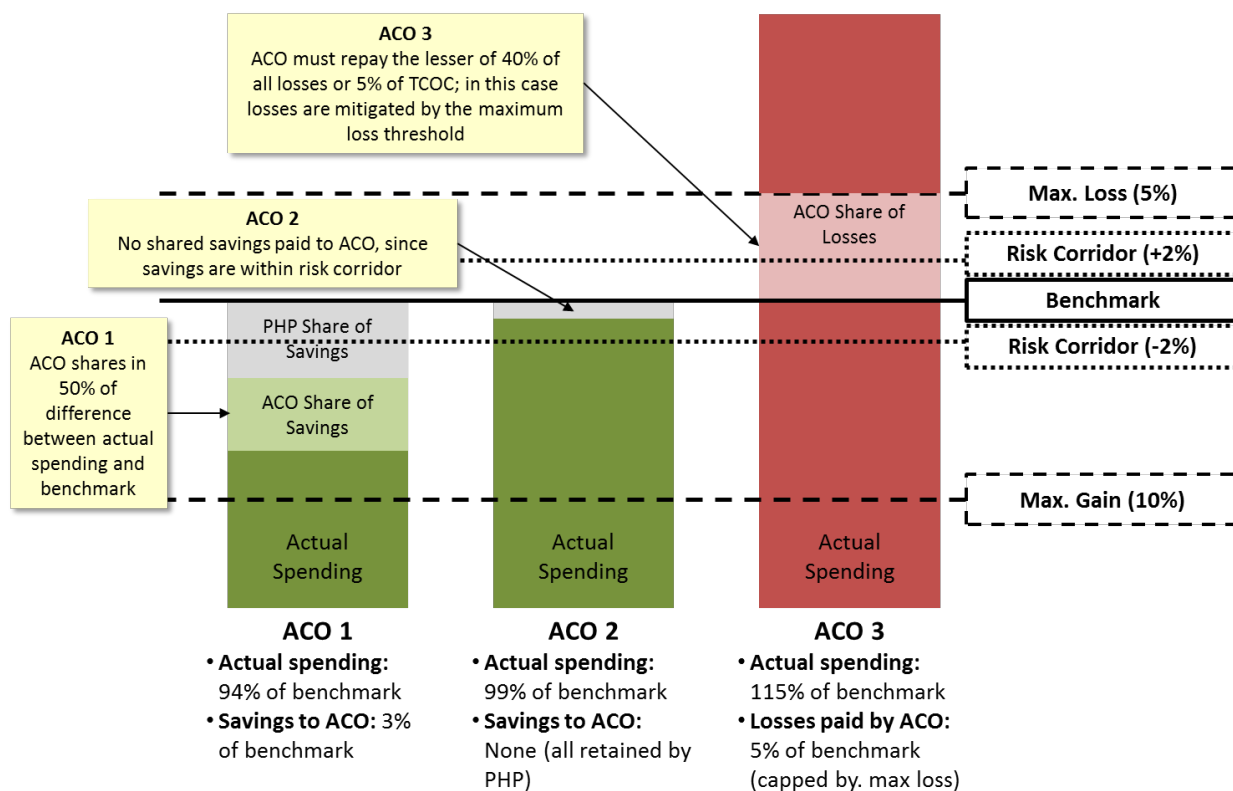 ACO 3
ACO must repay the lesser of 40% of
all losses or 5% of TCOC; in this case
losses are mitigated by the maximum
loss threshold
ACO 2
No shared savings paid to ACO, since
savings are within risk corridor
ACO 1
ACO shares in
50% of
difference
between actual
spending and
benchmark
PHP Share of
Savings
ACO Share of
Savings
Actual
Spending
Actual
Spending
ACO Share of
Losses
Actual
Spending
Max. Loss (5%)
Risk Corridor (+2%)
Benchmark
Risk Corridor (-2%)
Max. Gain (10%)
ACO 1
• Actual spending:
94% of benchmark
• Savings to ACO: 3%
of benchmark
ACO 2
• Actual spending:
99% of benchmark
• Savings to ACO:
None (all retained by
PHP)
ACO 3
• Actual spending:
115% of benchmark
• Losses paid by ACO:
5% of benchmark
(capped by. max loss)